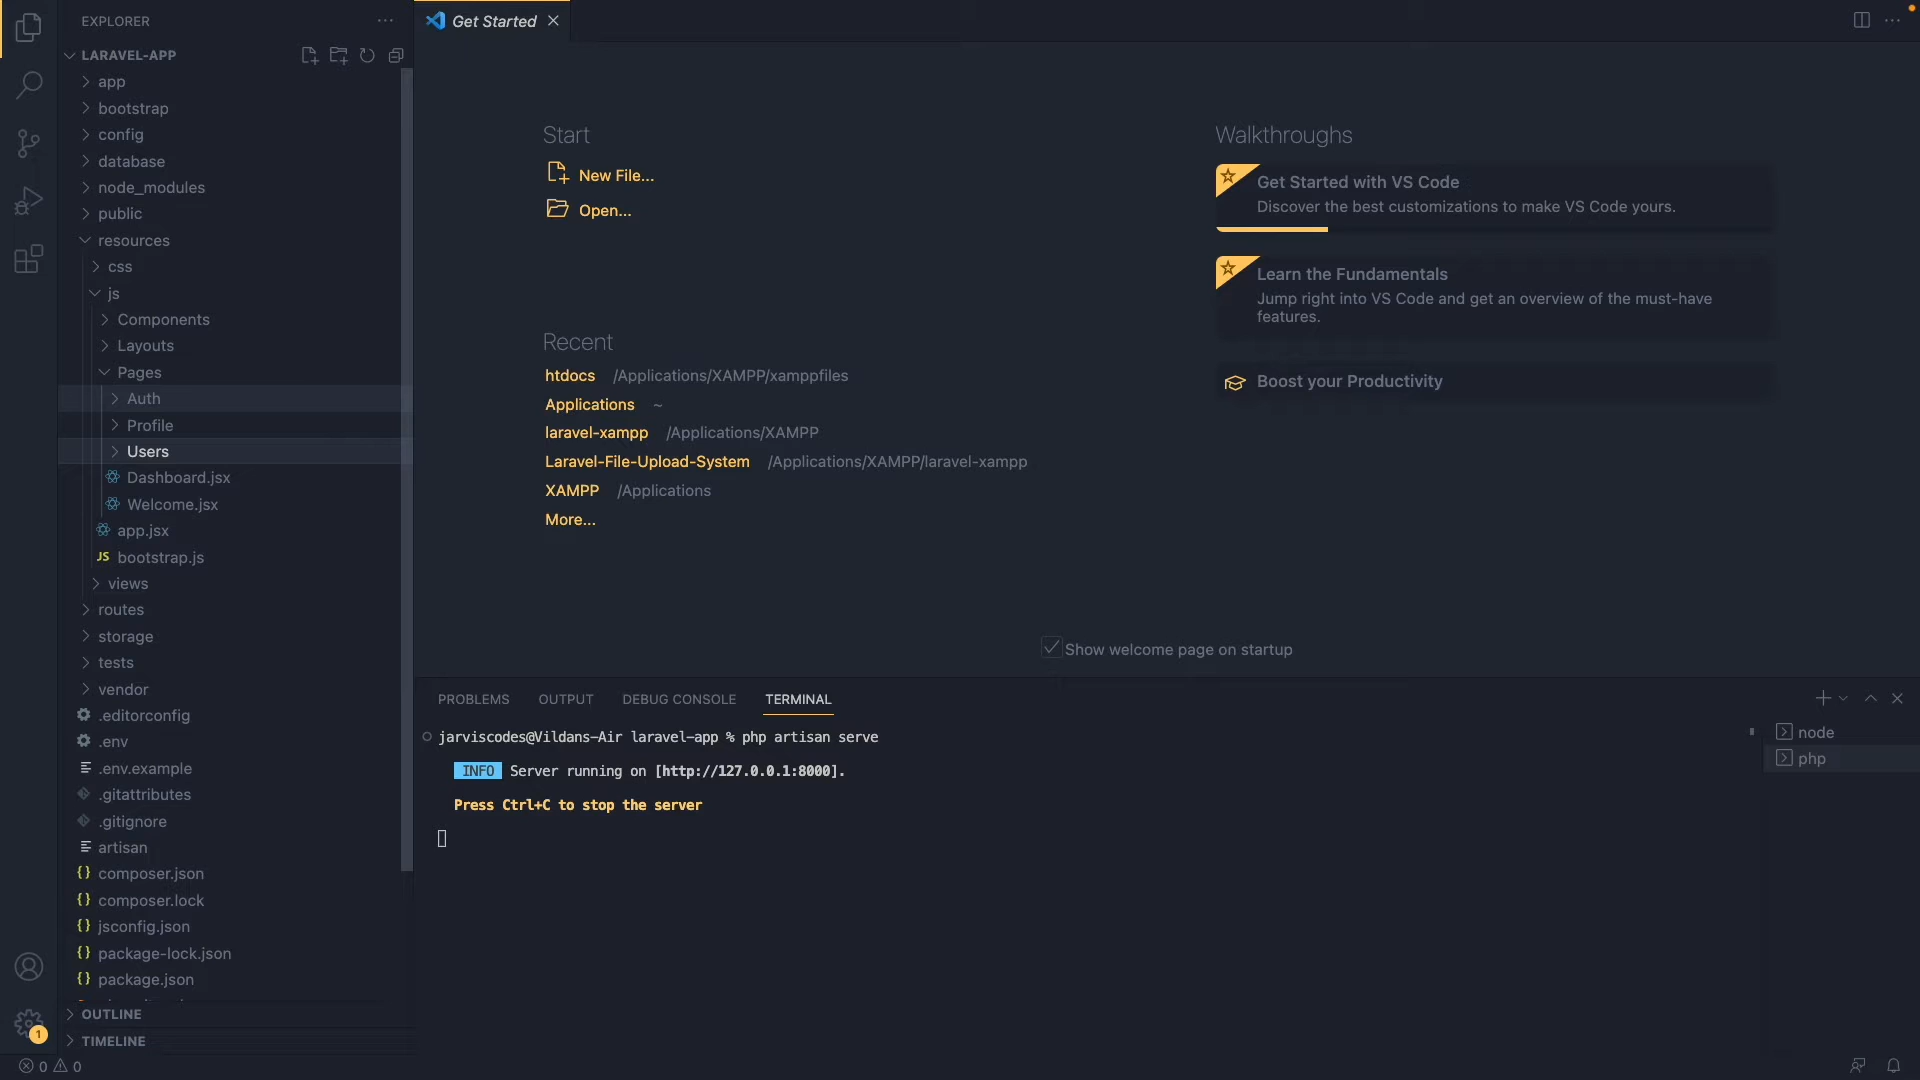 EXPLORER
LARAVEL-APP
app
bootstrap
config
database
node_modules
public
resources
css
js
Components
Layouts
Pages
Auth
Profile
Users
Dashboard.jsx
Welcome.jsx
app.jsx
JS bootstrap.js
views
routes
storage
tests
vendor
.editorconfig
.env
.env.example
.gitattributes
.gitignore
artisan
{} composer.json
{} composer.lock
{} jsconfig.json
{} package-lock.json
{} package.json
OUTLINE
TIMELINE
1
0 0
Get Started
Start
New File...
Open...
Recent
htdocs /Applications/XAMPP/xamppfiles
Applications ~
laravel-xampp /Applications/XAMPP
Laravel-File-Upload-System /Applications/XAMPP/laravel-xampp
XAMPP /Applications
More...
Walkthroughs
Get Started with VS Code
Discover the best customizations to make VS Code yours.
Learn the Fundamentals
Jump right into VS Code and get an overview of the must-have
features.
Boost your Productivity
Show welcome page on startup
PROBLEMS OUTPUT DEBUG CONSOLE TERMINAL
jarviscodes@Vildans-Air laravel-app % php artisan serve
INFO Server running on [http://127.0.0.1:8000].
Press Ctrl+C to stop the server
node
php